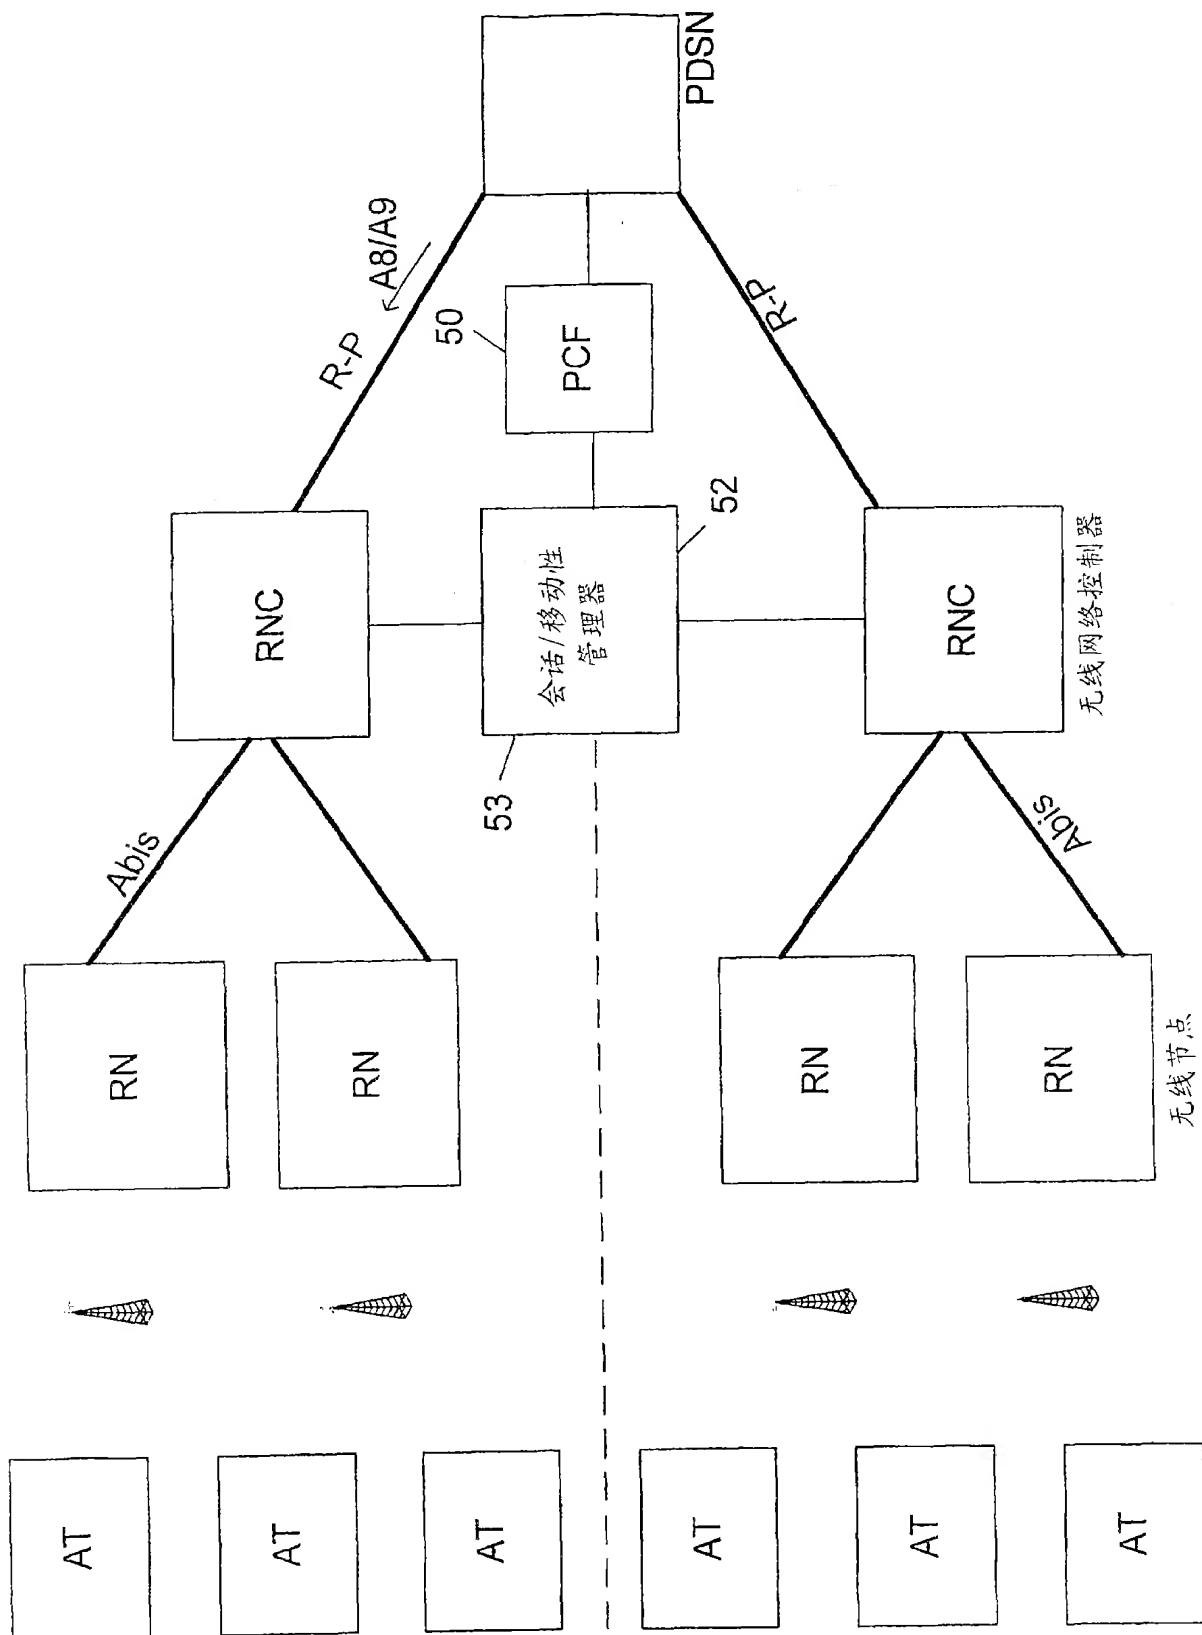 PDSN
A8/A9
R-P
50
PCF
R-P
RNC
52
会话/移动性
管理器
53
RNC
无线网络控制器
Abis
Abis
RN
RN
RN
RN
无线节点
AT
AT
AT
AT
AT
AT